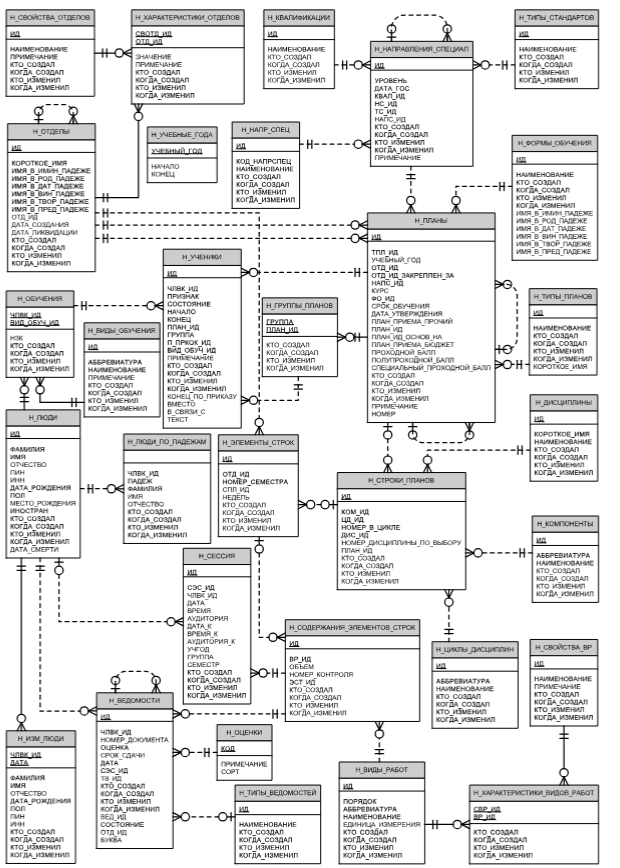 Н_СВОЙСТВА_ОТДЕЛОВ
ИД
НАИМЕНОВАНИЕ
ПРИМЕЧАНИЕ
КТО_СОЗДАЛ
КОГДА_СОЗДАЛ
КТО_ИЗМЕНИЛ
КОГДА_ИЗМЕНИЛ
Н_ХАРАКТЕРИСТИКИ_ОТДЕЛОВ
СВОТД_ИД
ОТД_ИД
ЗНАЧЕНИЕ
ПРИМЕЧАНИЕ
КТО_СОЗДАЛ
КОГДА_СОЗДАЛ
КТО_ИЗМЕНИЛ
КОГДА_ИЗМЕНИЛ
Н_КВАЛИФИКАЦИИ
ИД
НАИМЕНОВАНИЕ
КТО_СОЗДАЛ
КОГДА_СОЗДАЛ
КТО_ИЗМЕНИЛ
КОГДА_ИЗМЕНИЛ
Н_НАПРАВЛЕНИЯ_СПЕЦИАЛ
ИД
УРОВЕНЬ
ДАТА_ГОС
КВАЛ_ИД
НС_ИД
ТС_ИД
НАПС_ИД
КТО_СОЗДАЛ
КОГДА_СОЗДАЛ
КТО_ИЗМЕНИЛ
КОГДА_ИЗМЕНИЛ
ПРИМЕЧАНИЕ
Н_ТИПЫ_СТАНДАРТОВ
ИД
НАИМЕНОВАНИЕ
КТО_СОЗДАЛ
КОГДА_СОЗДАЛ
КТО_ИЗМЕНИЛ
КОГДА_ИЗМЕНИЛ
Н_ОТДЕЛЫ
ИД
КОРОТКОЕ_ИМЯ
ИМЯ_В_ИМИН_ПАДЕЖЕ
ИМЯ_В_РОД_ПАДЕЖЕ
ИМЯ_В_ДАТ_ПАДЕЖЕ
ИМЯ_В_ВИН_ПАДЕЖЕ
ИМЯ_В_ТВОР_ПАДЕЖЕ
ИМЯ_В_ПРЕД_ПАДЕЖЕ
ОТД_ИД
ДАТА_СОЗДАНИЯ
ДАТА_ЛИКВИДАЦИИ
КТО_СОЗДАЛ
КОГДА_СОЗДАЛ
КТО_ИЗМЕНИЛ
КОГДА_ИЗМЕНИЛ
Н_УЧЕБНЫЕ_ГОДА
УЧЕБНЫЙ_ГОД
НАЧАЛО
КОНЕЦ
Н_НАПР_СПЕЦ
ИД
КОД_НАПРСПЕЦ
НАИМЕНОВАНИЕ
КТО_СОЗДАЛ
КОГДА_СОЗДАЛ
КТО_ИЗМЕНИЛ
КОГДА_ИЗМЕНИЛ
Н_ФОРМЫ_ОБУЧЕНИЯ
ИД
НАИМЕНОВАНИЕ
КТО_СОЗДАЛ
КОГДА_СОЗДАЛ
КТО_ИЗМЕНИЛ
КОГДА_ИЗМЕНИЛ
ИМЯ_В_ИМИН_ПАДЕЖЕ
ИМЯ_В_РОД_ПАДЕЖЕ
ИМЯ_В_ДАТ_ПАДЕЖЕ
ИМЯ_В_ВИН_ПАДЕЖЕ
ИМЯ_В_ТВОР_ПАДЕЖЕ
ИМЯ_В_ПРЕД_ПАДЕЖЕ
Н_ПЛАНЫ
ИД
ТПЛ_ИД
УЧЕБНЫЙ_ГОД
ОТД_ИД
ОТД_ИД_ЗАКРЕПЛЕН_ЗА
НАПС_ИД
КУРС
ФО_ИД
СРОК_ОБУЧЕНИЯ
ДАТА_УТВЕРЖДЕНИЯ
ПЛАН_ПРИЕМА_ПРОЧИЙ
ПЛАН_ИД
ПЛАН_ИД_ОСНОВ_НА
ПЛАН_ПРИЕМА_БЮДЖЕТ
ПРОХОДНОЙ_БАЛЛ
ПОЛУПРОХОДНОЙ_БАЛЛ
СПЕЦИАЛЬНЫЙ_ПРОХОДНОЙ_БАЛЛ
КТО_СОЗДАЛ
КОГДА_СОЗДАЛ
КТО_ИЗМЕНИЛ
КОГДА_ИЗМЕНИЛ
ПРИМЕЧАНИЕ
НОМЕР
Н_УЧЕНИКИ
ИД
ЧЛВК_ИД
ПРИЗНАК
СОСТОЯНИЕ
НАЧАЛО
КОНЕЦ
ПЛАН_ИД
ГРУППА
П_ПРКОК_ИД
ВИД_ОБУЧ_ИД
ПРИМЕЧАНИЕ
КТО_СОЗДАЛ
КОГДА_СОЗДАЛ
КТО_ИЗМЕНИЛ
КОГДА_ИЗМЕНИЛ
КОНЕЦ_ПО_ПРИКАЗУ
ВМЕСТО
В_СВЯЗИ_С
ТЕКСТ
Н_ОБУЧЕНИЯ
ЧЛВК_ИД
ВИД_ОБУЧ_ИД
НЗК
КТО_СОЗДАЛ
КОГДА_СОЗДАЛ
КТО_ИЗМЕНИЛ
КОГДА_ИЗМЕНИЛ
Н_ВИДЫ_ОБУЧЕНИЯ
ИД
АББРЕВИАТУРА
НАИМЕНОВАНИЕ
ПРИМЕЧАНИЕ
КТО_СОЗДАЛ
КОГДА_СОЗДАЛ
КТО_ИЗМЕНИЛ
КОГДА_ИЗМЕНИЛ
Н_ГРУППЫ_ПЛАНОВ
ГРУППА
ПЛАН_ИД
КТО_СОЗДАЛ
КОГДА_СОЗДАЛ
КТО_ИЗМЕНИЛ
КОГДА_ИЗМЕНИЛ
Н_ТИПЫ_ПЛАНОВ
ИД
НАИМЕНОВАНИЕ
КТО_СОЗДАЛ
КОГДА_СОЗДАЛ
КТО_ИЗМЕНИЛ
КОГДА_ИЗМЕНИЛ
КОРОТКОЕ_ИМЯ
Н_ДИСЦИПЛИНЫ
ИД
КОРОТКОЕ_ИМЯ
НАИМЕНОВАНИЕ
КТО_СОЗДАЛ
КОГДА_СОЗДАЛ
КТО_ИЗМЕНИЛ
КОГДА_ИЗМЕНИЛ
Н_ЛЮДИ
ИД
ФАМИЛИЯ
ИМЯ
ОТЧЕСТВО
ПИН
ИНН
ДАТА_РОЖДЕНИЯ
ПОЛ
МЕСТО_РОЖДЕНИЯ
ИНОСТРАН
КТО_СОЗДАЛ
КОГДА_СОЗДАЛ
КТО_ИЗМЕНИЛ
КОГДА_ИЗМЕНИЛ
ДАТА_СМЕРТИ
Н_ЛЮДИ_ПО_ПАДЕЖАМ
ЧЛВК_ИД
ПАДЕЖ
ФАМИЛИЯ
ИМЯ
ОТЧЕСТВО
КТО_СОЗДАЛ
КОГДА_СОЗДАЛ
КТО_ИЗМЕНИЛ
КОГДА_ИЗМЕНИЛ
Н_ЭЛЕМЕНТЫ_СТРОК
ИД
ОТД_ИД
НОМЕР_СЕМЕСТРА
СПЛ_ИД
НЕДЕЛЬ
КТО_СОЗДАЛ
КОГДА_СОЗДАЛ
КТО_ИЗМЕНИЛ
КОГДА_ИЗМЕНИЛ
Н_СТРОКИ_ПЛАНОВ
ИД
КОМ_ИД
ЦД_ИД
НОМЕР_В_ЦИКЛЕ
ДИС_ИД
НОМЕР_ДИСЦИПЛИНЫ_ПО_ВЫБОРУ
ПЛАН_ИД
КТО_СОЗДАЛ
КОГДА_СОЗДАЛ
КТО_ИЗМЕНИЛ
КОГДА_ИЗМЕНИЛ
Н_КОМПОНЕНТЫ
ИД
АББРЕВИАТУРА
НАИМЕНОВАНИЕ
КТО_СОЗДАЛ
КОГДА_СОЗДАЛ
КТО_ИЗМЕНИЛ
КОГДА_ИЗМЕНИЛ
Н_СЕССИЯ
ИД
СЭС_ИД
ЧЛВК_ИД
ДАТА
ВРЕМЯ
АУДИТОРИЯ
ДАТА_К
ВРЕМЯ_К
АУДИТОРИЯ_К
УЧГОД
ГРУППА
СЕМЕСТР
КТО_СОЗДАЛ
КОГДА_СОЗДАЛ
КТО_ИЗМЕНИЛ
КОГДА_ИЗМЕНИЛ
Н_СОДЕРЖАНИЯ_ЭЛЕМЕНТОВ_СТРОК
ИД
ВР_ИД
ОБЪЕМ
НОМЕР_КОНТРОЛЯ
ЭСТ_ИД
КТО_СОЗДАЛ
КОГДА_СОЗДАЛ
КТО_ИЗМЕНИЛ
КОГДА_ИЗМЕНИЛ
Н_ЦИКЛЫ_ДИСЦИПЛИН
ИД
АББРЕВИАТУРА
НАИМЕНОВАНИЕ
КТО_СОЗДАЛ
КОГДА_СОЗДАЛ
КТО_ИЗМЕНИЛ
КОГДА_ИЗМЕНИЛ
Н_СВОЙСТВА_ВР
ИД
НАИМЕНОВАНИЕ
ПРИМЕЧАНИЕ
КТО_СОЗДАЛ
КОГДА_СОЗДАЛ
КТО_ИЗМЕНИЛ
КОГДА_ИЗМЕНИЛ
Н_ВЕДОМОСТИ
ИД
ЧЛВК_ИД
НОМЕР_ДОКУМЕНТА
ОЦЕНКА
СРОК_СДАЧИ
ДАТА
СЭС_ИД
ТВ_ИД
КТО_СОЗДАЛ
КОГДА_СОЗДАЛ
КТО_ИЗМЕНИЛ
КОГДА_ИЗМЕНИЛ
ВЕД_ИД
СОСТОЯНИЕ
ОТД_ИД
БУКВА
Н_ИЗМ_ЛЮДИ
ЧЛВК_ИД
ДАТА
ФАМИЛИЯ
ИМЯ
ОТЧЕСТВО
ДАТА_РОЖДЕНИЯ
ПОЛ
ПИН
ИНН
КТО_СОЗДАЛ
КОГДА_СОЗДАЛ
КТО_ИЗМЕНИЛ
КОГДА_ИЗМЕНИЛ
Н_ОЦЕНКИ
КОД
ПРИМЕЧАНИЕ
СОРТ
Н_ТИПЫ_ВЕДОМОСТЕЙ
ИД
НАИМЕНОВАНИЕ
КТО_СОЗДАЛ
КОГДА_СОЗДАЛ
КТО_ИЗМЕНИЛ
КОГДА_ИЗМЕНИЛ
Н_ВИДЫ_РАБОТ
ИД
ПОРЯДОК
АББРЕВИАТУРА
НАИМЕНОВАНИЕ
ЕДИНИЦА_ИЗМЕРЕНИЯ
КТО_СОЗДАЛ
КОГДА_СОЗДАЛ
КТО_ИЗМЕНИЛ
КОГДА_ИЗМЕНИЛ
Н_ХАРАКТЕРИСТИКИ_ВИДОВ_РАБОТ
СВР_ИД
ВР_ИД
КТО_СОЗДАЛ
КОГДА_СОЗДАЛ
КТО_ИЗМЕНИЛ
КОГДА_ИЗМЕНИЛ